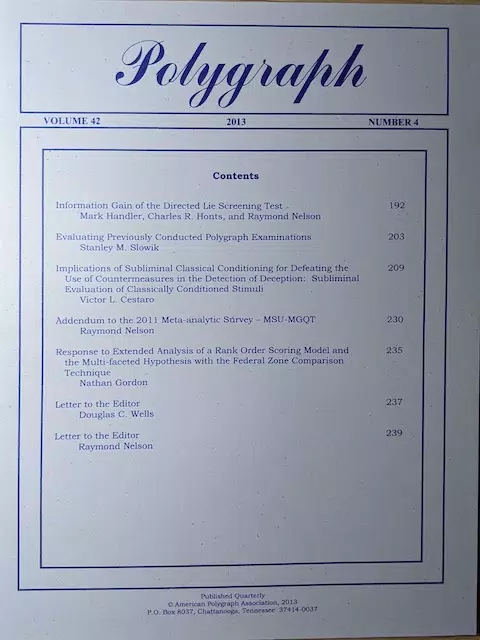 Polygraph
VOLUME 42 2013 NUMBER 4
Contents
Information Gain of the Directed Lie Screening Test 192
Mark Handler, Charles R. Honts, and Raymond Nelson
Evaluating Previously Conducted Polygraph Examinations 203
Stanley M. Slowik
Implications of Subliminal Classical Conditioning for Defeating the 209
Use of Countermeasures in the Detection of Deception: Subliminal
Evaluation of Classically Conditioned Stimuli
Victor L. Cestaro
Addendum to the 2011 Meta-analytic Survey – MSU-MGQT 230
Raymond Nelson
Response to Extended Analysis of a Rank Order Scoring Model and 235
the Multi-faceted Hypothesis with the Federal Zone Comparison
Technique
Nathan Gordon
Letter to the Editor 237
Douglas C. Wells
Letter to the Editor 239
Raymond Nelson
Published Quarterly
© American Polygraph Association, 2013
P.O. Box 8037, Chattanooga, Tennessee 37414-0037